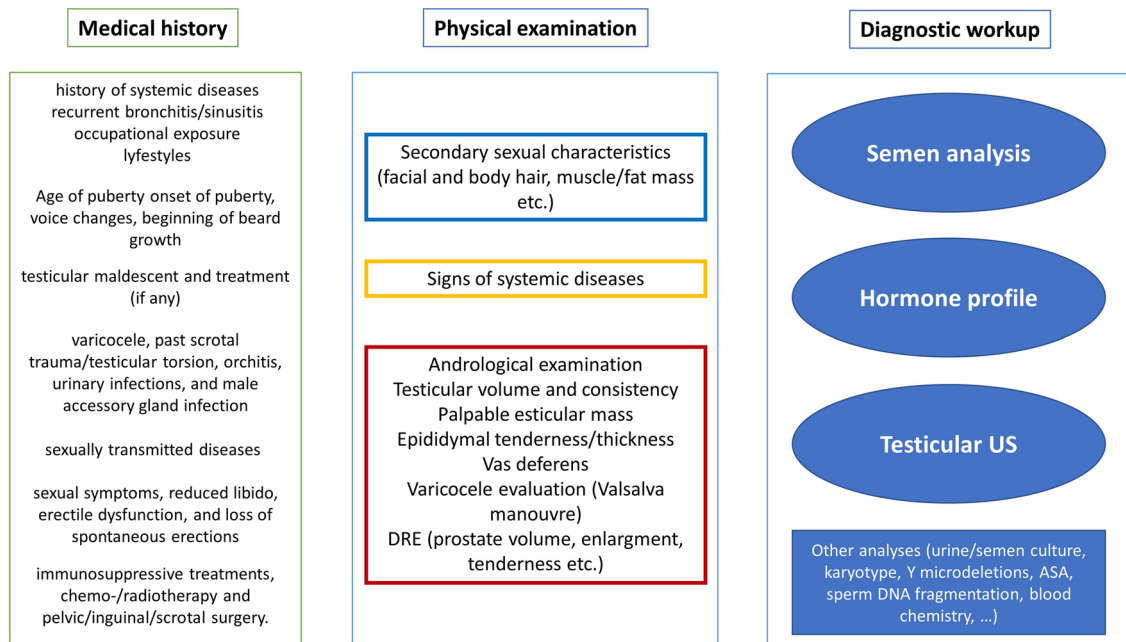 Medical history
history of systemic diseases
recurrent bronchitis/sinusitis
occupational exposure
lyfestyles
Age of puberty onset of puberty,
voice changes, beginning of beard
growth
testicular maldescent and treatment
(if any)
varicocele, past scrotal
trauma/testicular torsion, orchitis,
urinary infections, and male
accessory gland infection
sexually transmitted diseases
sexual symptoms, reduced libido,
erectile dysfunction, and loss of
spontaneous erections
immunosuppressive treatments,
chemo-/radiotherapy and
pelvic/inguinal/scrotal surgery.
Physical examination
Secondary sexual characteristics
(facial and body hair, muscle/fat mass
etc.)
Signs of systemic diseases
Andrological examination
Testicular volume and consistency
Palpable esticular mass
Epididymal tenderness/thickness
Vas deferens
Varicocele evaluation (Valsalva
manouvre)
DRE (prostate volume, enlargment,
tenderness etc.)
Diagnostic workup
Semen analysis
Hormone profile
Testicular US
Other analyses (urine/semen culture,
karyotype, Y microdeletions, ASA,
sperm DNA fragmentation, blood
chemistry, ...)